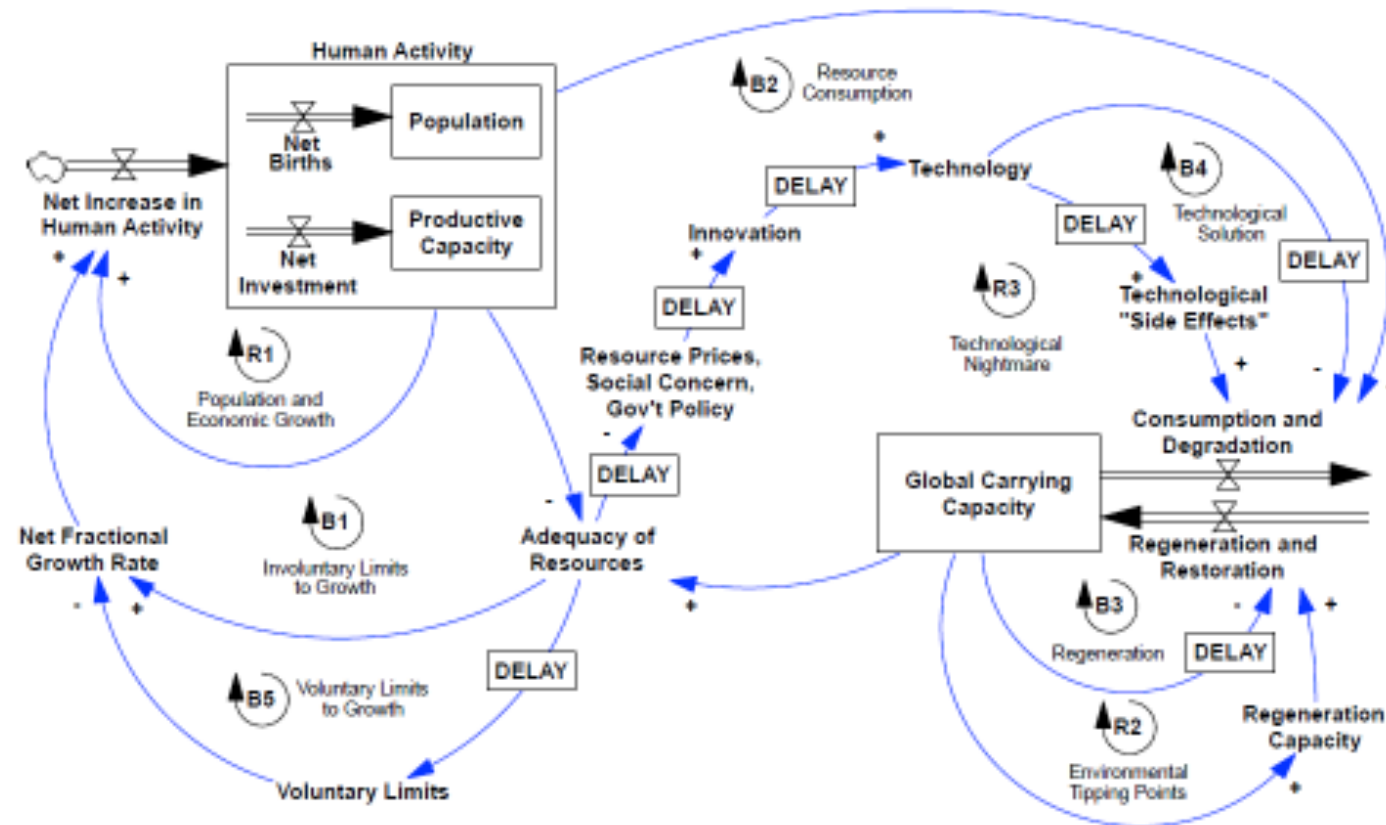 Human Activity
Population
Net
Births
Net Increase in
Human Activity
+
+
Productive
Capacity
Net
Investment
R1
Population and
Economic Growth
B2
Resource
Consumption
+
Technology
DELAY
Innovation
+
DELAY
Resource Prices,
Social Concern,
Gov't Policy
-
DELAY
B4
Technological
Solution
DELAY
DELAY
+
Technological
"Side Effects"
R3
Technological
Nightmare
+
-
Consumption and
Degradation
Global Carrying
Capacity
Regeneration and
Restoration
-
Adequacy of
Resources
+
Net Fractional
Growth Rate
-
+
B1
Involuntary Limits
to Growth
B5
Voluntary Limits
to Growth
DELAY
Voluntary Limits
B3
Regeneration
-
+
DELAY
R2
Environmental
Tipping Points
Regeneration
Capacity
+